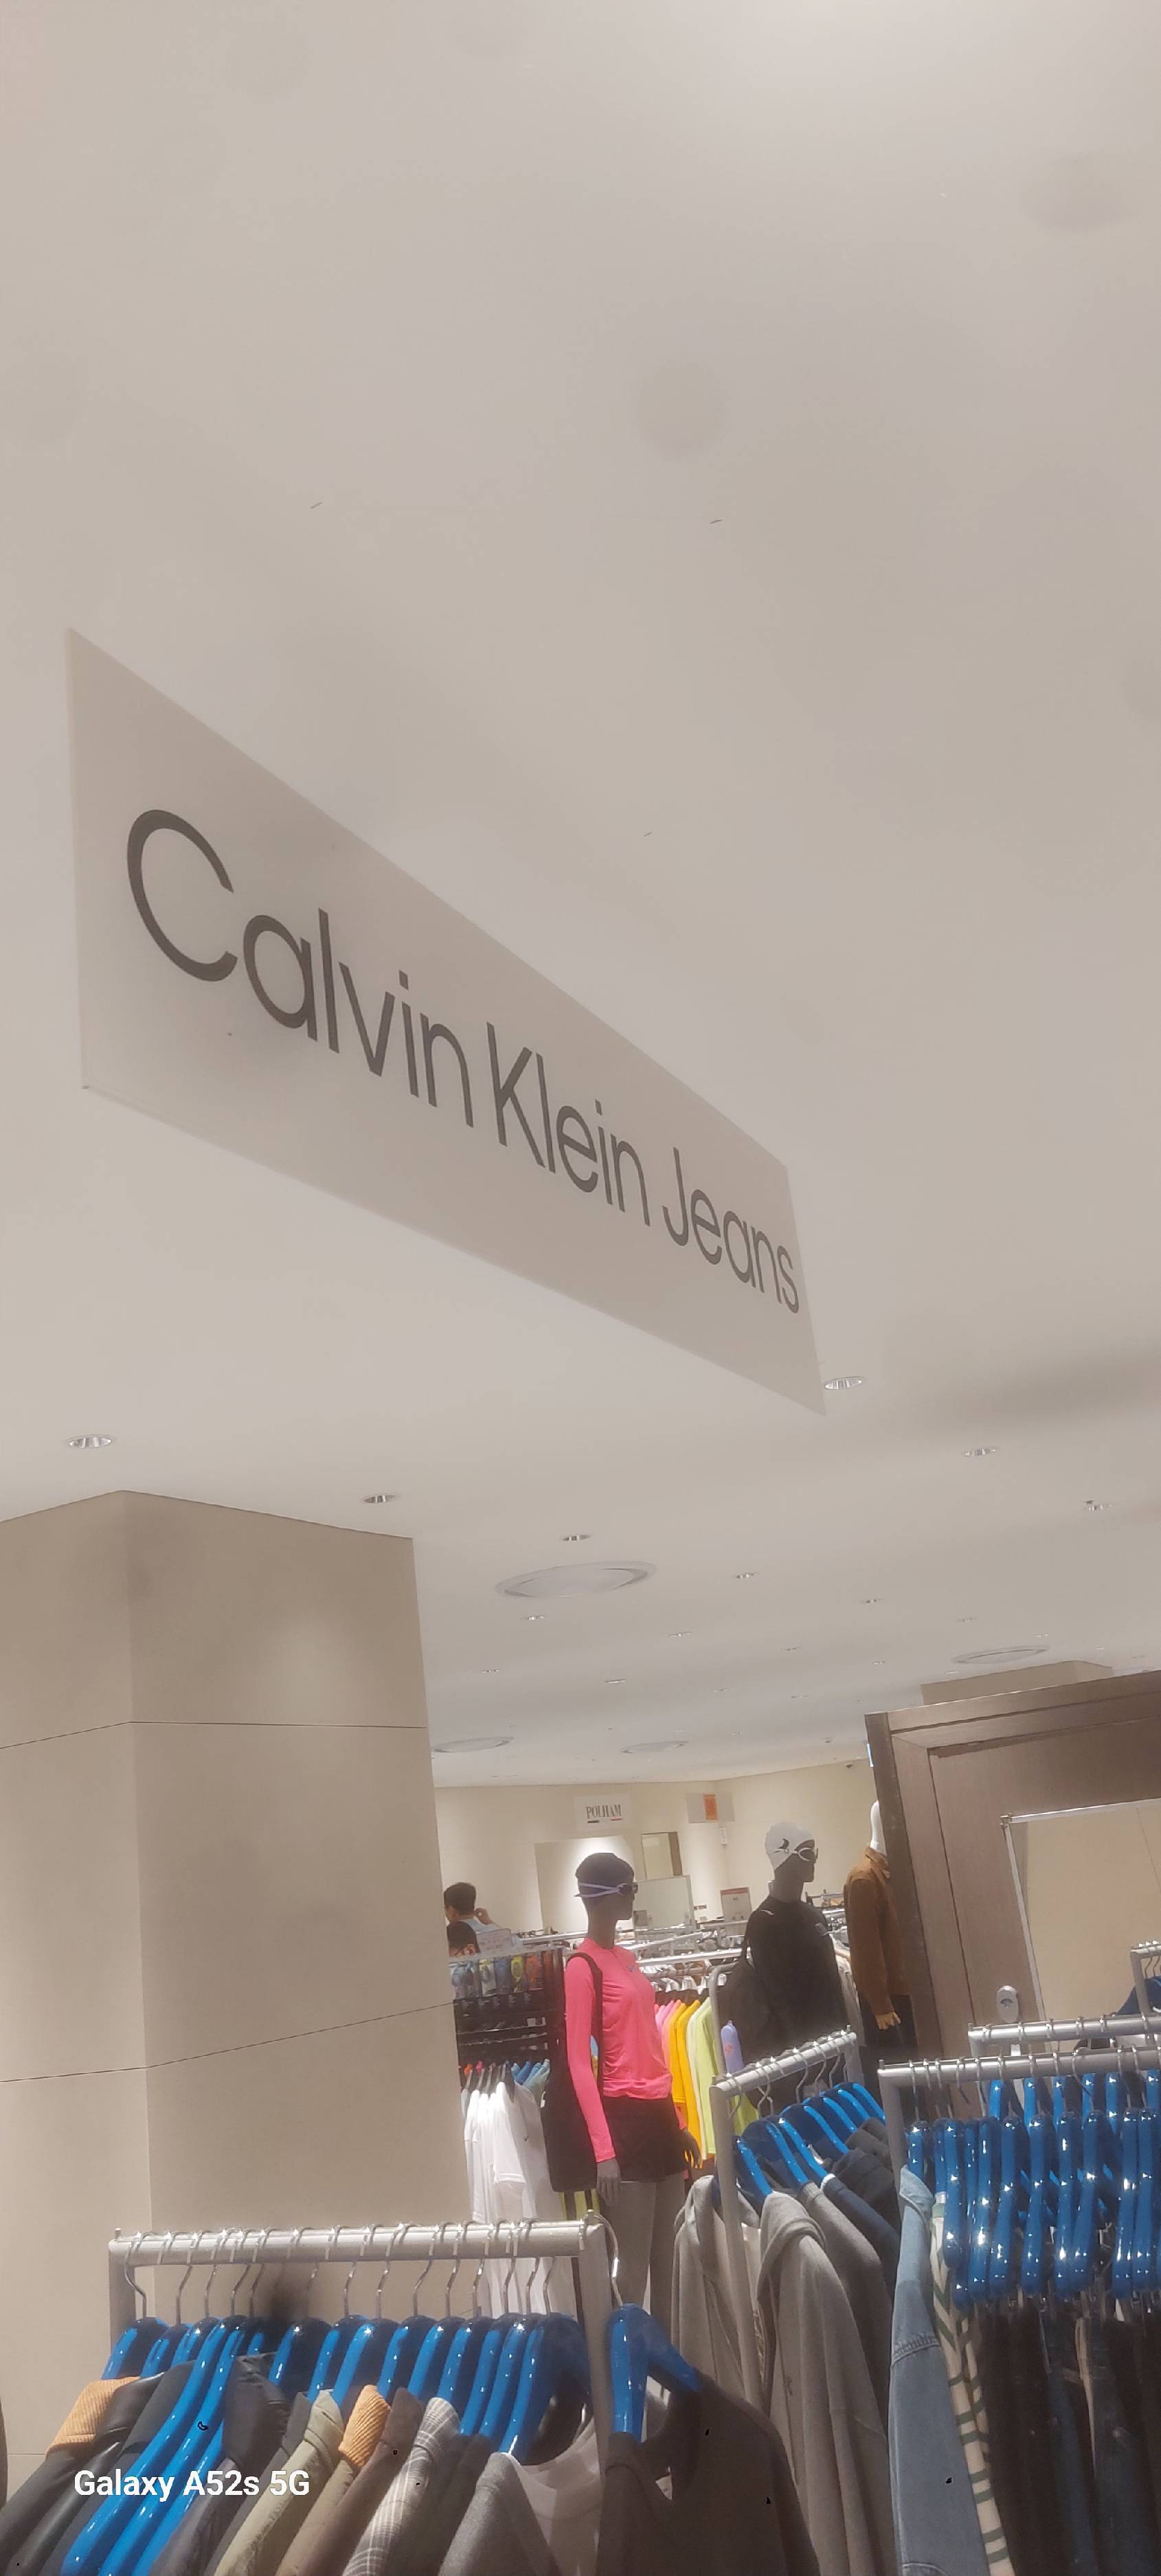 Calvin Klein Jeans
POLHAM
Galaxy A52s 5G